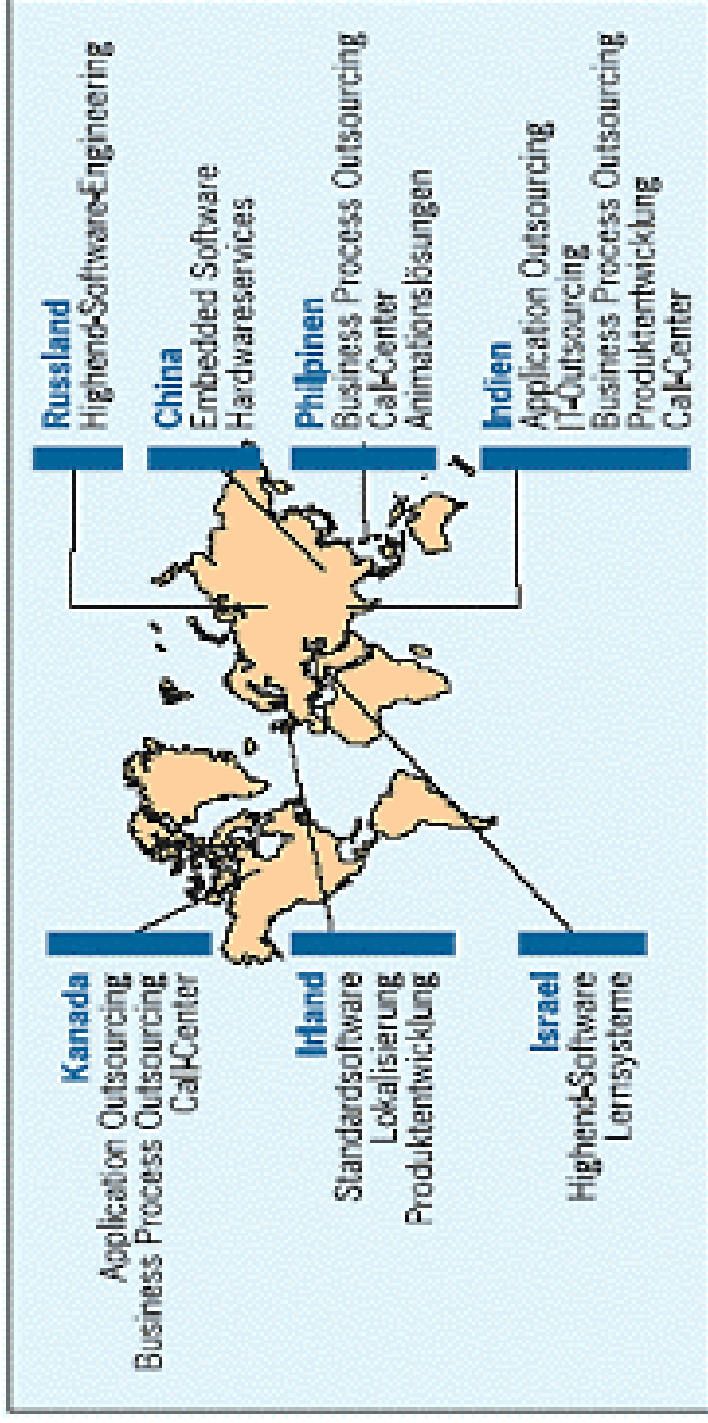 Kanada
Application Outsourcing
Business Process Outsourcing
Call-Center
Irland
Standardsoftware
Lokalisierung
Produktentwicklung
Israel
Highend-Software
Lernsysteme
Russland
Highend-Software-Engineering
China
Embedded Software
Hardwareservices
Philpinen
Business Process Outsourcing
Call-Center
Animationslösungen
Indien
Application Outsourcing
IT-Outsourcing
Business Process Outsourcing
Produktentwicklung
Call-Center